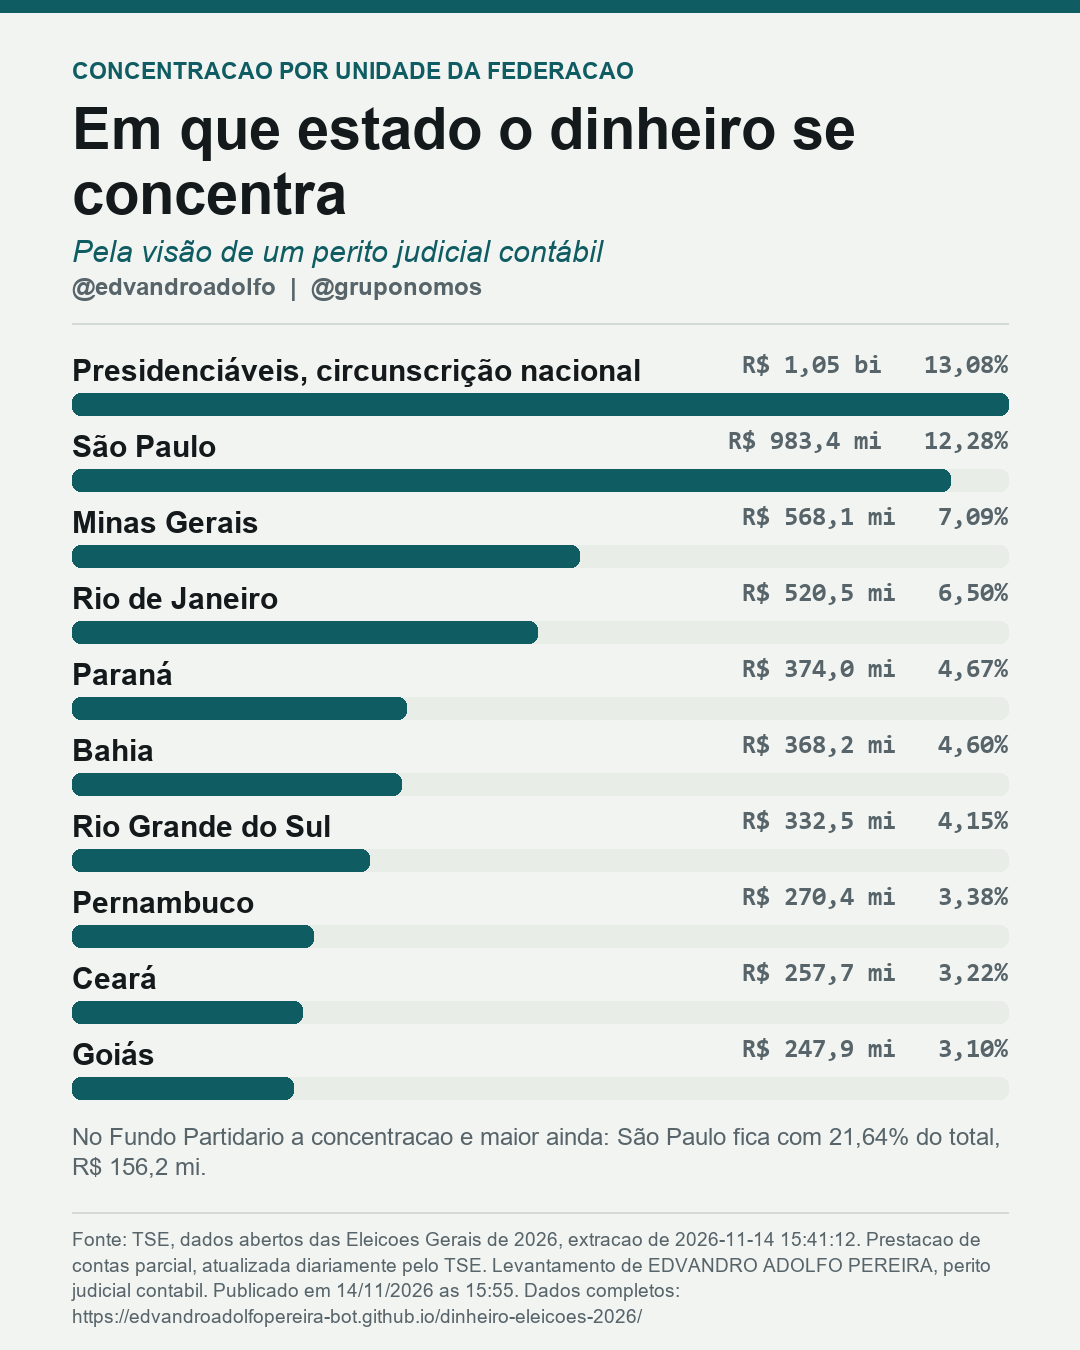 CONCENTRACAO POR UNIDADE DA FEDERACAO
Em que estado o dinheiro se
concentra
Pela visão de um perito judicial contábil
@edvandroadolfo | @gruponomos
Presidenciáveis, circunscrição nacional R$ 1,05 bi 13,08%
São Paulo R$ 983,4 mi 12,28%
Minas Gerais R$ 568,1 mi 7,09%
Rio de Janeiro R$ 520,5 mi 6,50%
Paraná R$ 374,0 mi 4,67%
Bahia R$ 368,2 mi 4,60%
Rio Grande do Sul R$ 332,5 mi 4,15%
Pernambuco R$ 270,4 mi 3,38%
Ceará R$ 257,7 mi 3,22%
Goiás R$ 247,9 mi 3,10%
No Fundo Partidario a concentracao e maior ainda: São Paulo fica com 21,64% do total,
R$ 156,2 mi.
Fonte: TSE, dados abertos das Eleicoes Gerais de 2026, extracao de 2026-11-14 15:41:12. Prestacao de
contas parcial, atualizada diariamente pelo TSE. Levantamento de EDVANDRO ADOLFO PEREIRA, perito
judicial contabil. Publicado em 14/11/2026 as 15:55. Dados completos:
https://edvandroadolfopereira-bot.github.io/dinheiro-eleicoes-2026/